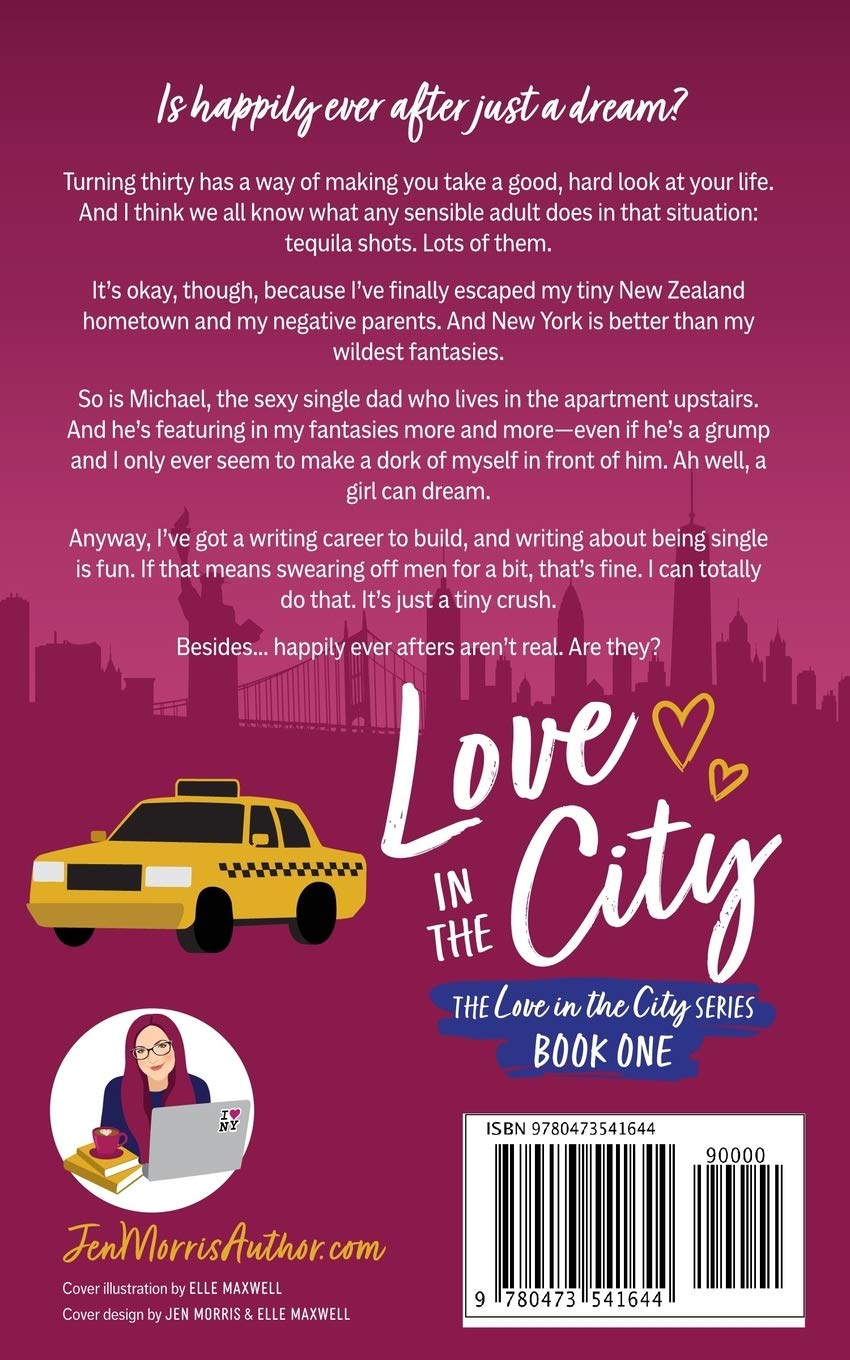 Is happily ever after just a dream?
Turning thirty has a way of making you take a good, hard look at your life.
And I think we all know what any sensible adult does in that situation:
tequila shots. Lots of them.
It’s okay, though, because I’ve finally escaped my tiny New Zealand
hometown and my negative parents. And New York is better than my
wildest fantasies.
So is Michael, the sexy single dad who lives in the apartment upstairs.
And he’s featuring in my fantasies more and more—even if he’s a grump
and I only ever seem to make a dork of myself in front of him. Ah well, a
girl can dream.
Anyway, I’ve got a writing career to build, and writing about being single
is fun. If that means swearing off men for a bit, that’s fine. I can totally
do that. It’s just a tiny crush.
Besides... happily ever afters aren’t real. Are they?
Love
IN THE
City
THE Love in the City SERIES
BOOK ONE
I
NY
JenMorrisAuthor.com
Cover illustration by ELLE MAXWELL
Cover design by JEN MORRIS & ELLE MAXWELL
ISBN 9780473541644
90000
9 780473 541644